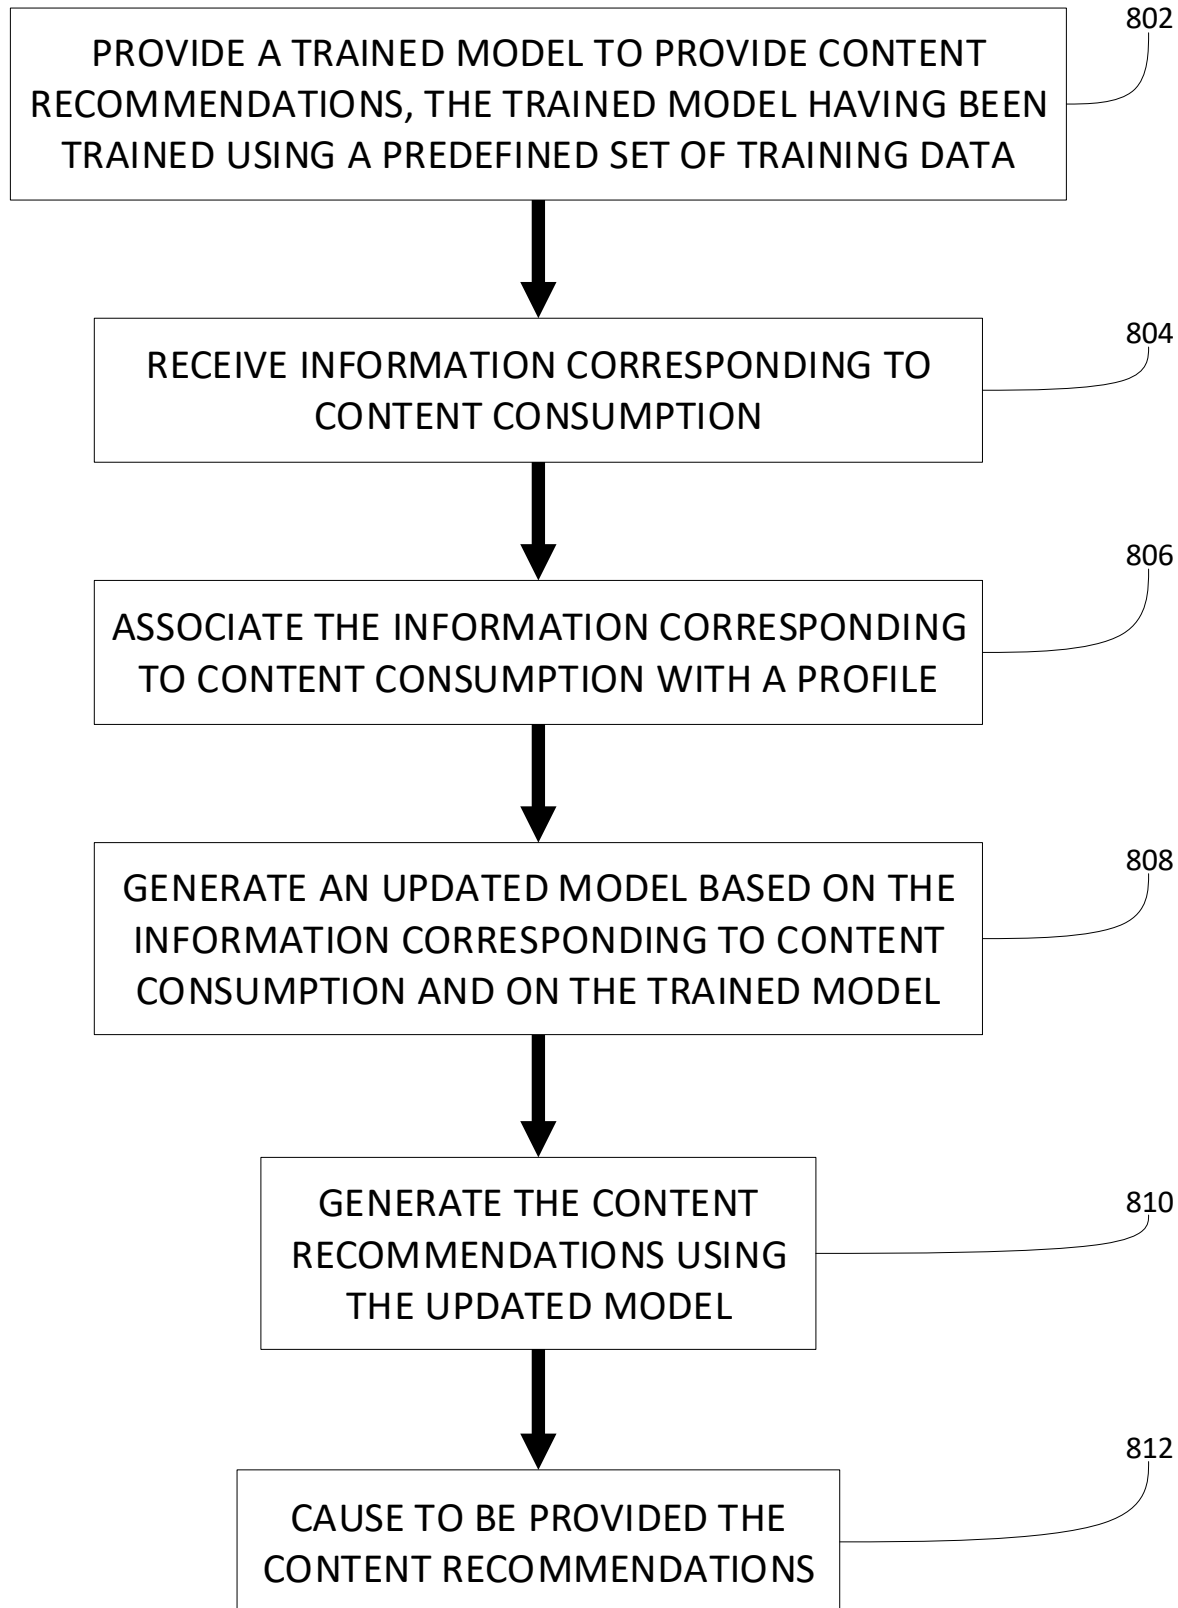 802
PROVIDE A TRAINED MODEL TO PROVIDE CONTENT
RECOMMENDATIONS, THE TRAINED MODEL HAVING BEEN
TRAINED USING A PREDEFINED SET OF TRAINING DATA
804
RECEIVE INFORMATION CORRESPONDING TO
CONTENT CONSUMPTION
806
ASSOCIATE THE INFORMATION CORRESPONDING
TO CONTENT CONSUMPTION WITH A PROFILE
808
GENERATE AN UPDATED MODEL BASED ON THE
INFORMATION CORRESPONDING TO CONTENT
CONSUMPTION AND ON THE TRAINED MODEL
810
GENERATE THE CONTENT
RECOMMENDATIONS USING
THE UPDATED MODEL
812
CAUSE TO BE PROVIDED THE
CONTENT RECOMMENDATIONS